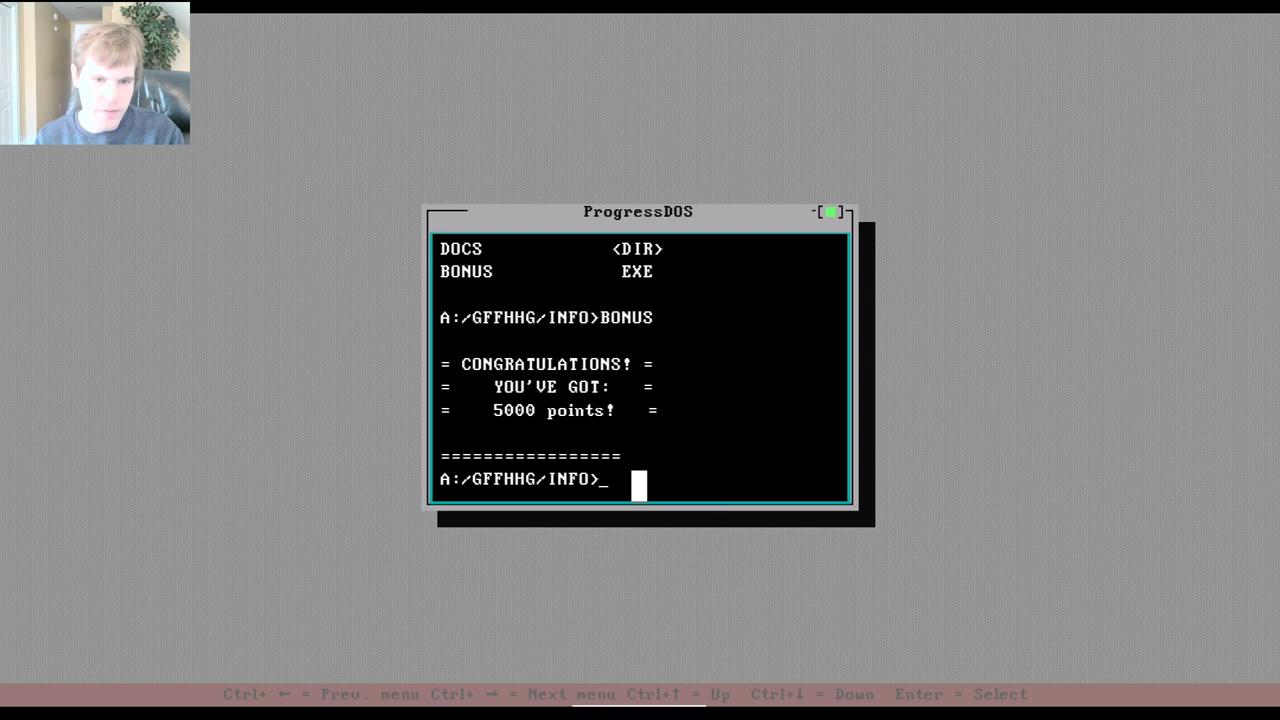 ProgressDOS
-[■]
DOCS <DIR>
BONUS EXE
A:/GFFHHG/INFO>BONUS
= CONGRATULATIONS! =
= YOU'VE GOT: =
= 5000 points! =
=================
A:/GFFHHG/INFO>_
Ctrl+ ← = Prev. menu Ctrl+ → = Next menu Ctrl+↑ = Up Ctrl+↓ = Down Enter = Select